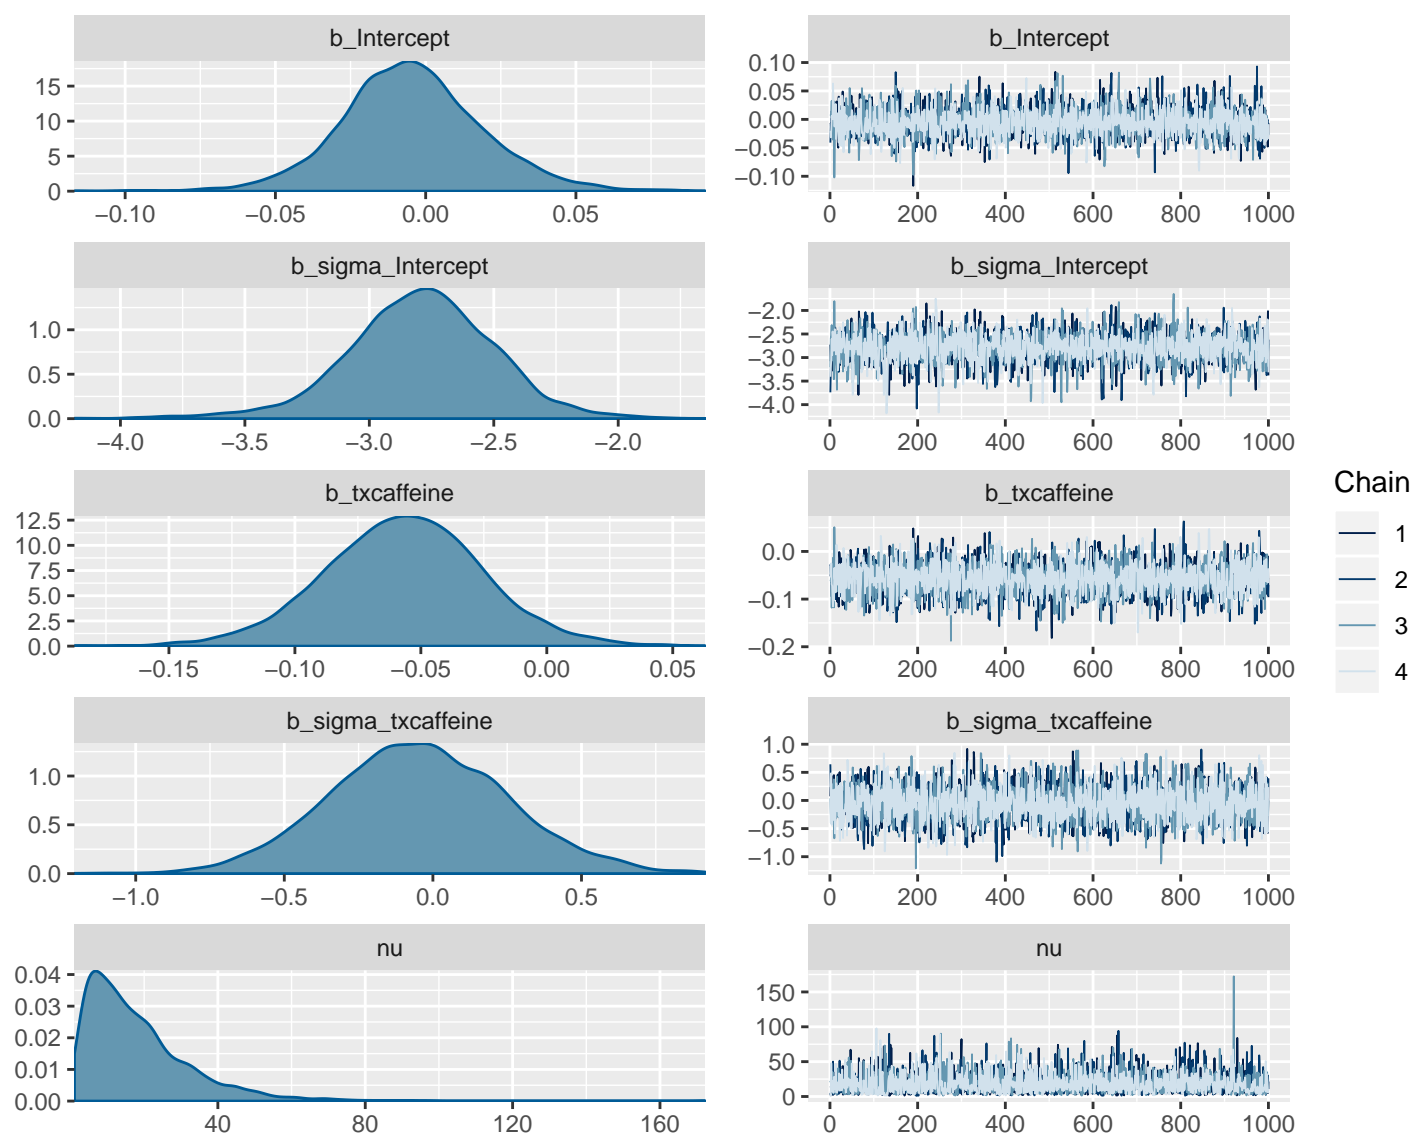 b_Intercept
15
10
5
0
−0.10 −0.05 0.00 0.05
b_Intercept
0.10
0.05
0.00
−0.05
−0.10
0 200 400 600 800 1000
b_sigma_Intercept
1.0
0.5
0.0
−4.0 −3.5 −3.0 −2.5 −2.0
b_sigma_Intercept
−2.0
−2.5
−3.0
−3.5
−4.0
0 200 400 600 800 1000
b_txcaffeine
12.5
10.0
7.5
5.0
2.5
0.0
−0.15 −0.10 −0.05 0.00 0.05
b_txcaffeine
0.0
−0.1
−0.2
0 200 400 600 800 1000
b_sigma_txcaffeine
1.0
0.5
0.0
−1.0 −0.5 0.0 0.5
b_sigma_txcaffeine
1.0
0.5
0.0
−0.5
−1.0
0 200 400 600 800 1000
nu
0.04
0.03
0.02
0.01
0.00
40 80 120 160
nu
150
100
50
0
0 200 400 600 800 1000
Chain
1
2
3
4